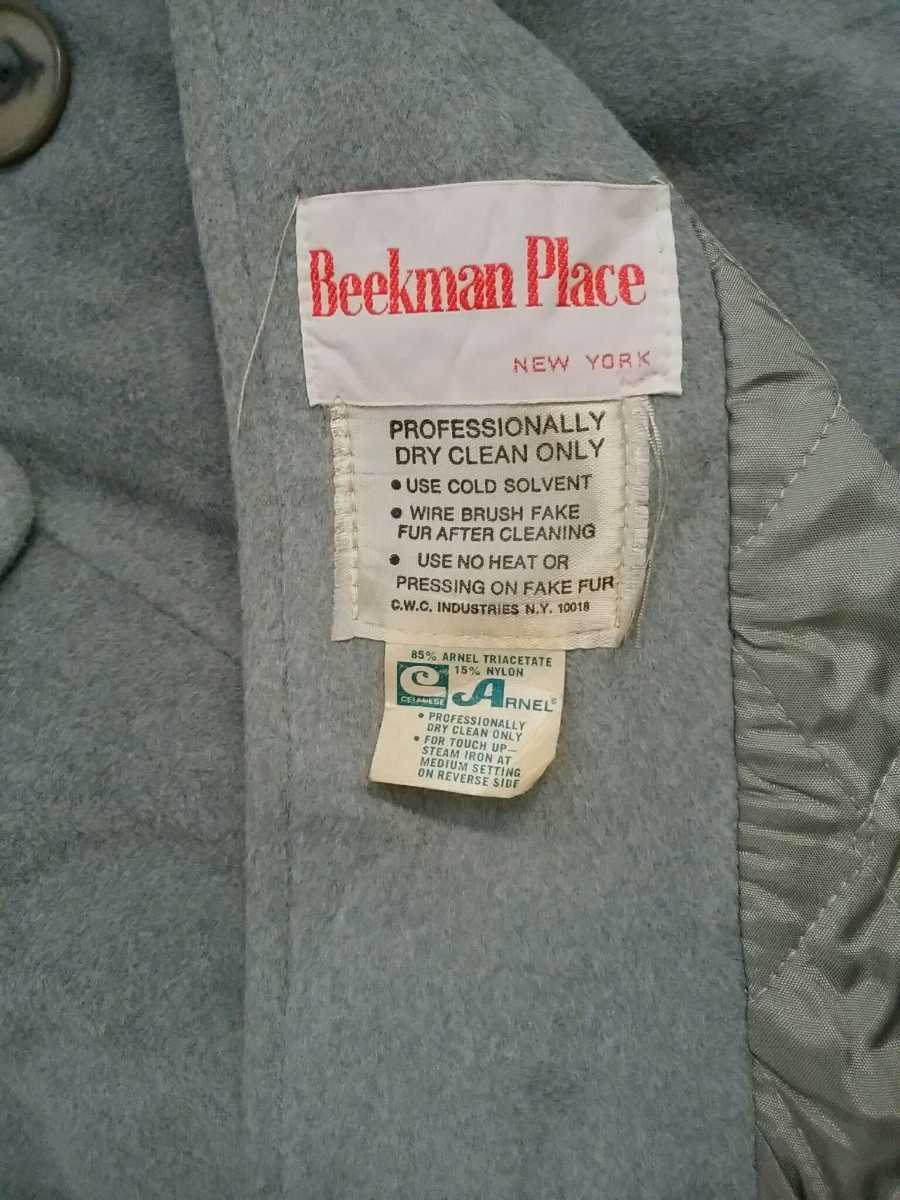 Beekman Place
NEW YORK
PROFESSIONALLY
DRY CLEAN ONLY
• USE COLD SOLVENT
• WIRE BRUSH FAKE
FUR AFTER CLEANING
• USE NO HEAT OR
PRESSING ON FAKE FUR
C.W.C. INDUSTRIES N.Y. 10018
85% ARNEL TRIACETATE
15% NYLON
C ARNEL®
CELANESE
• PROFESSIONALLY
DRY CLEAN ONLY
• FOR TOUCH UP—
STEAM IRON AT
MEDIUM SETTING
ON REVERSE SIDE